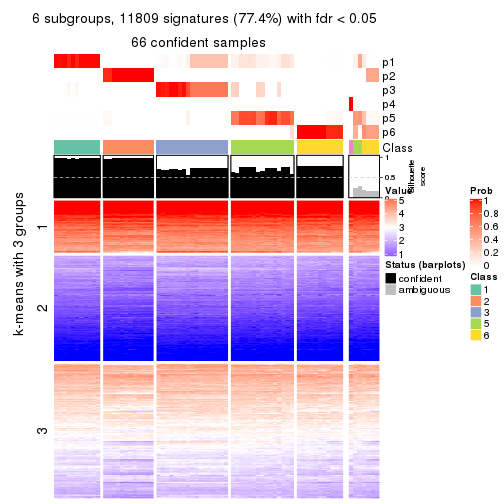 6 subgroups, 11809 signatures (77.4%) with fdr < 0.05
66 confident samples
p1
p2
p3
p4
p5
p6
Class
1
0.5
0
Silhouette
score
k-means with 3 groups
1
2
3
Value
5
4
3
2
1
Status (barplots)
confident
ambiguous
Prob
1
0.8
0.6
0.4
0.2
0
Class
1
2
3
5
6